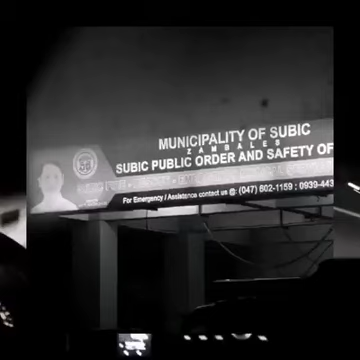 MUNICIPALITY OF SUBIC
ZAMBALES
SUBIC PUBLIC ORDER AND SAFETY OF
For Emergency / Assistance contact us @: (047) 602-1159 ; 0939-443